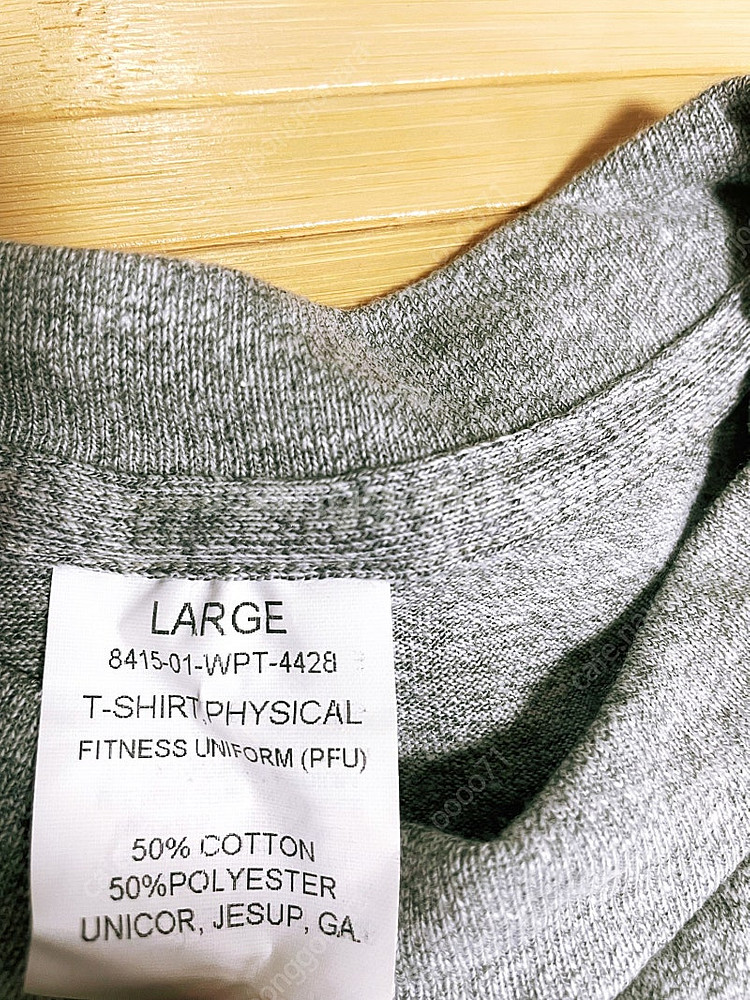 LARGE
8415-01-WPT-4428
T-SHIRT,PHYSICAL
FITNESS UNIFORM (PFU)
50% COTTON
50%POLYESTER
UNICOR, JESUP, GA.